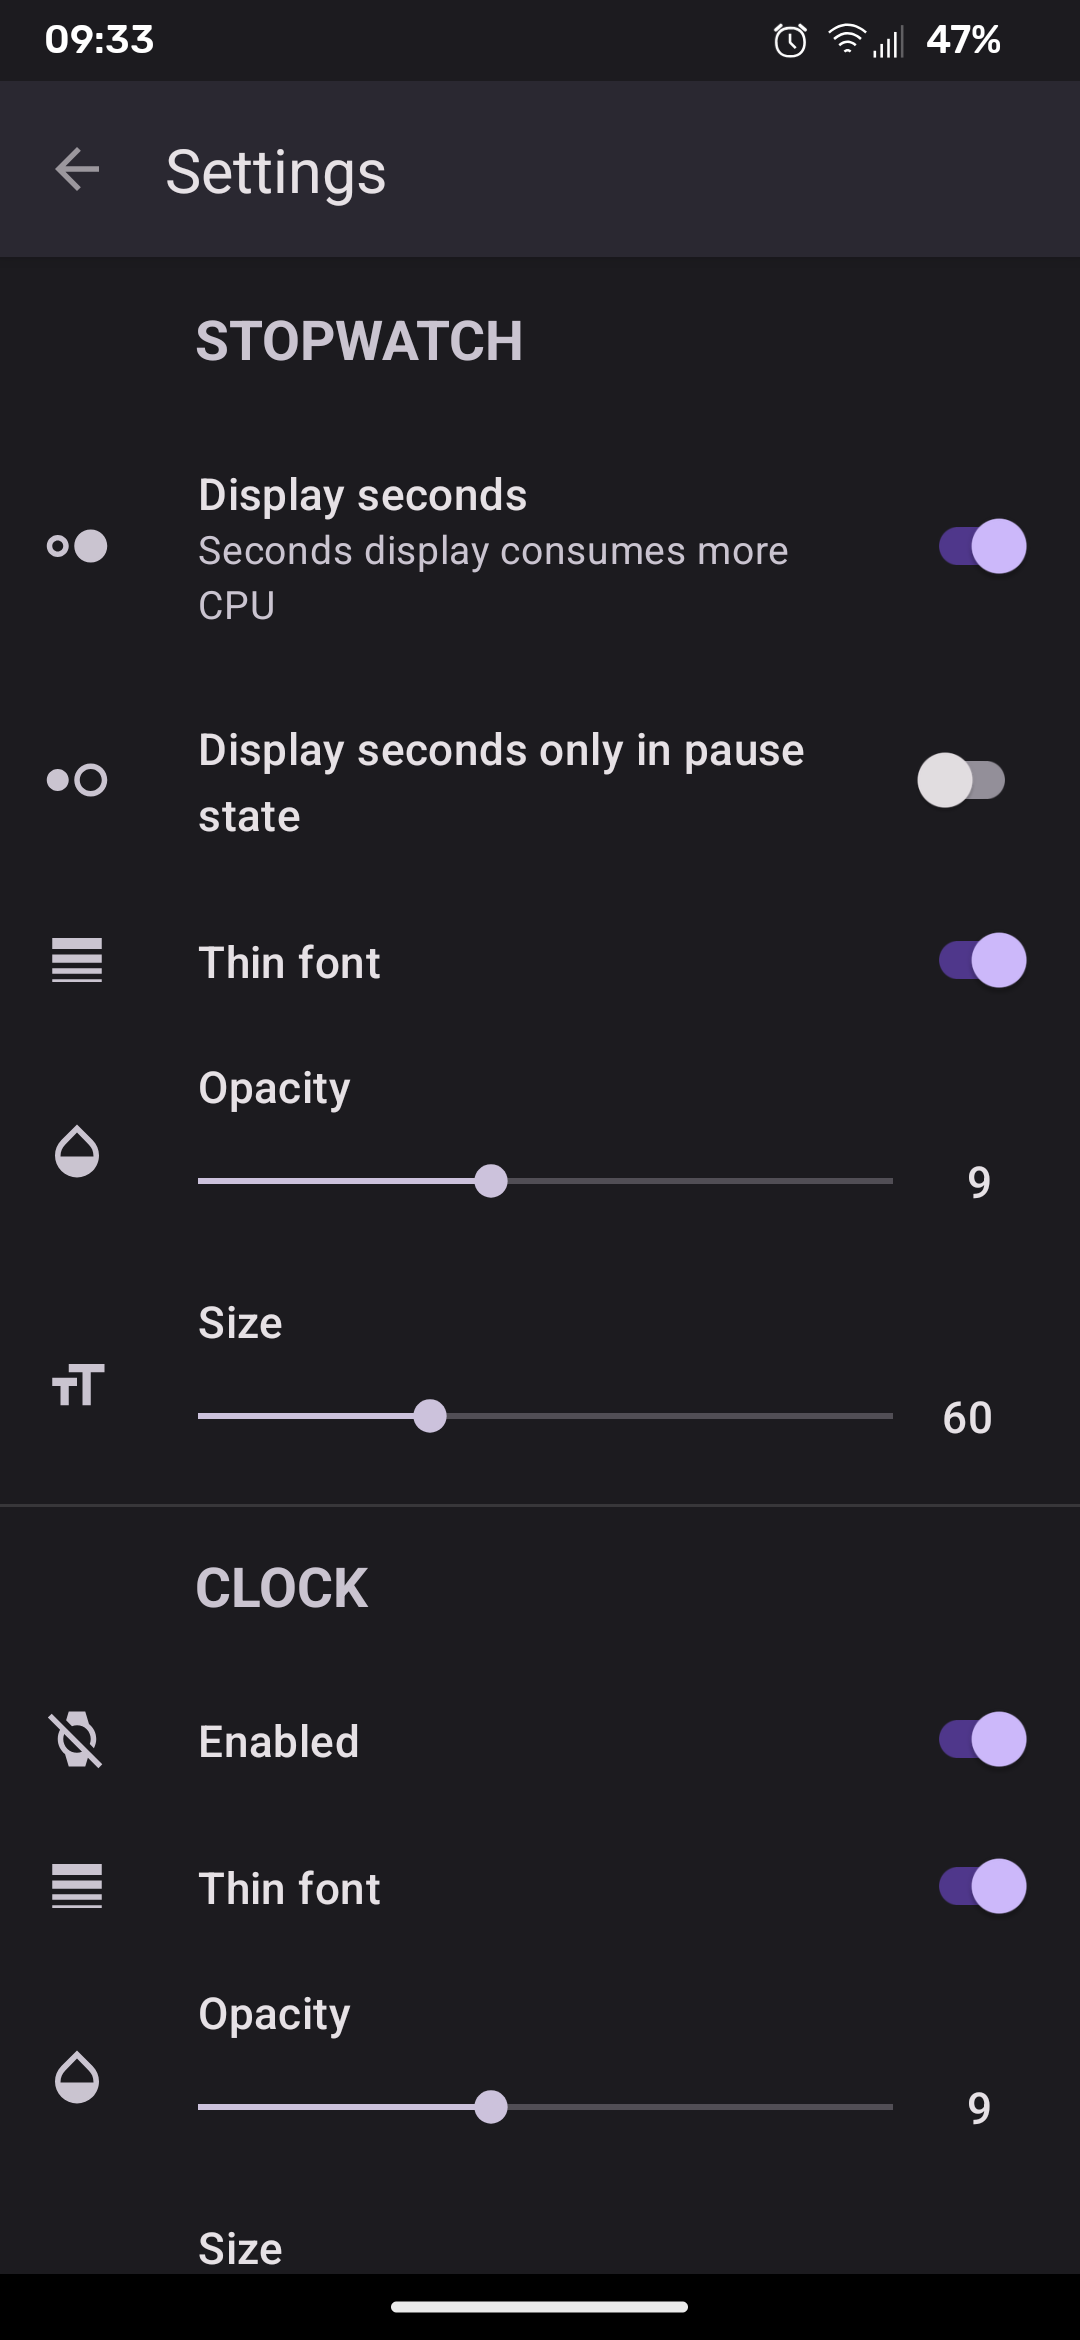 09:33 47%
Settings
STOPWATCH
Display seconds
Seconds display consumes more
CPU
Display seconds only in pause
state
Thin font
Opacity
9
Size
60
CLOCK
Enabled
Thin font
Opacity
9
Size